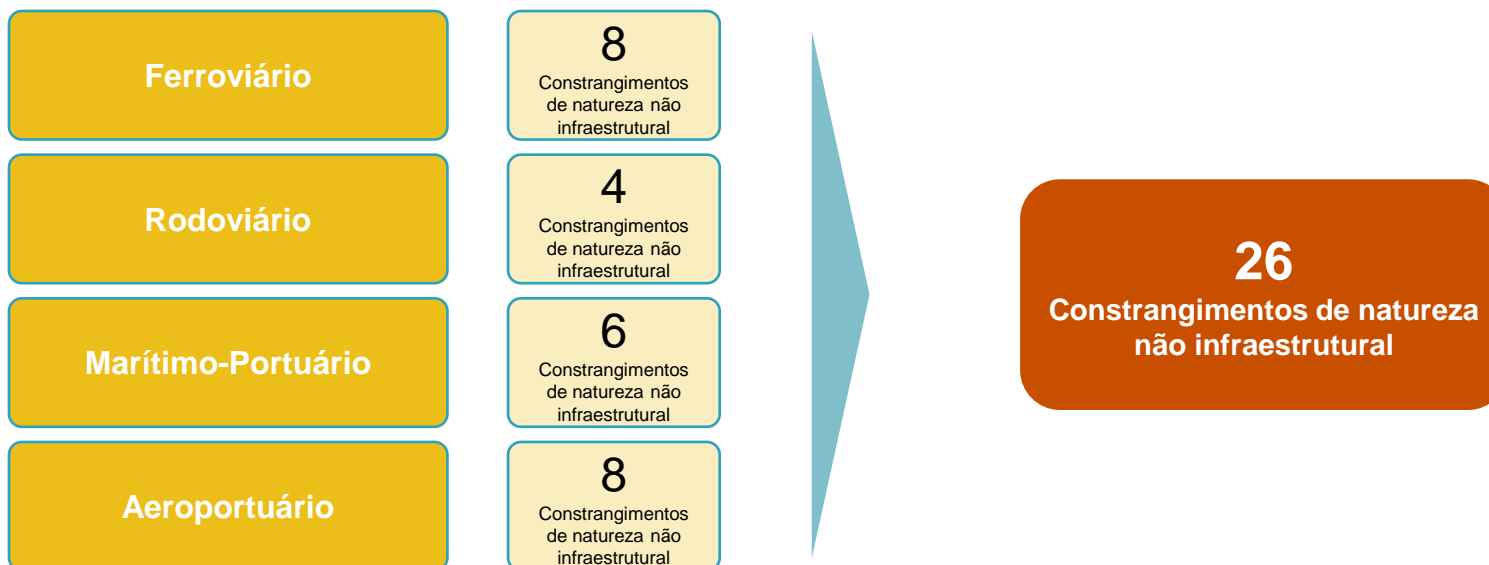 Ferroviário
8
Constrangimentos
de natureza não
infraestrutural
Rodoviário
4
Constrangimentos
de natureza não
infraestrutural
Marítimo-Portuário
6
Constrangimentos
de natureza não
infraestrutural
Aeroportuário
8
Constrangimentos
de natureza não
infraestrutural
26
Constrangimentos de natureza
não infraestrutural